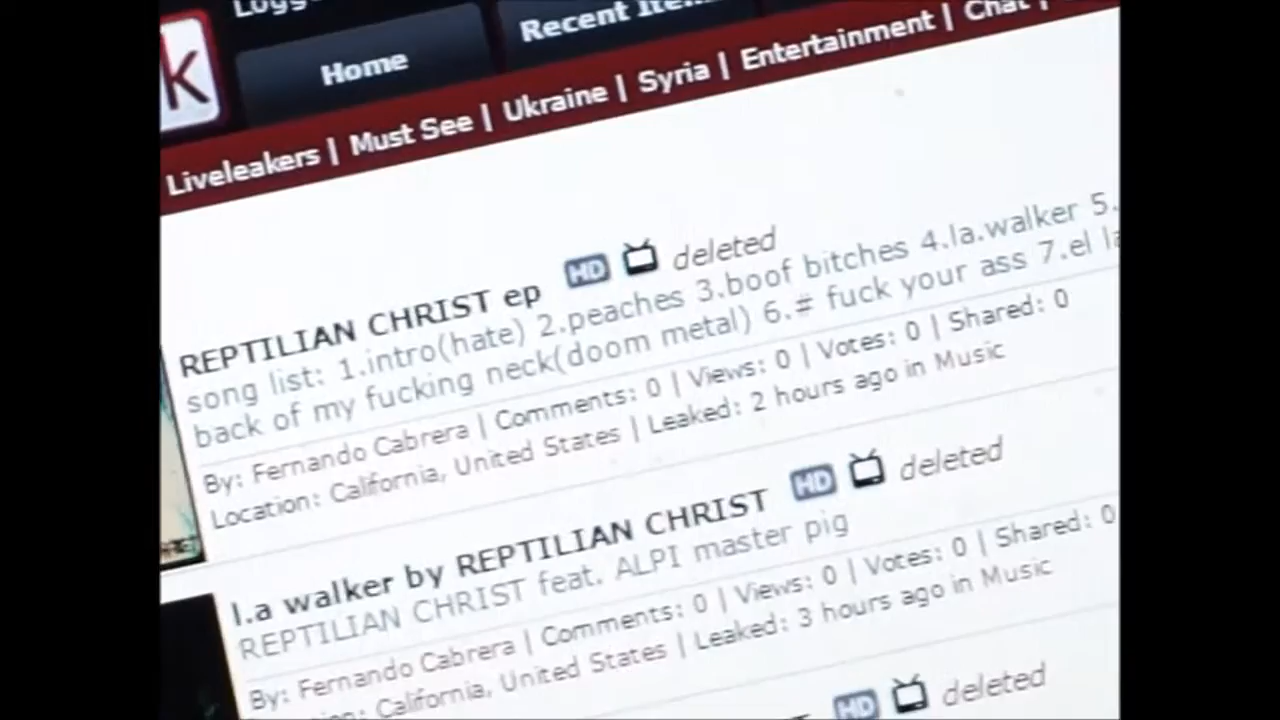 k
Home
Recent
Liveleakers | Must See | Ukraine | Syria | Entertainment | Chat |
REPTILIAN CHRIST ep HD deleted
song list: 1.intro(hate) 2.peaches 3.boof bitches 4.la.walker 5.
back of my fucking neck(doom metal) 6.# fuck your ass 7.el
By: Fernando Cabrera | Comments: 0 | Views: 0 | Votes: 0 | Shared: 0
Location: California, United States | Leaked: 2 hours ago in Music
l.a walker by REPTILIAN CHRIST HD deleted
REPTILIAN CHRIST feat. ALPI master pig
By: Fernando Cabrera | Comments: 0 | Views: 0 | Votes: 0 | Shared: 0
California, United States | Leaked: 3 hours ago in Music
HD deleted